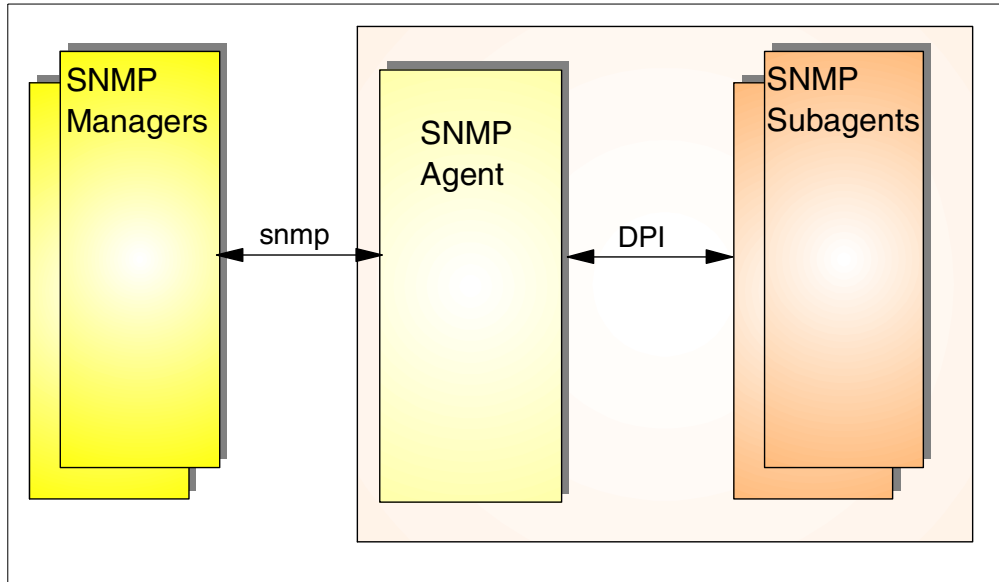 SNMP
Managers
snmp
SNMP
Agent
DPI
SNMP
Subagents